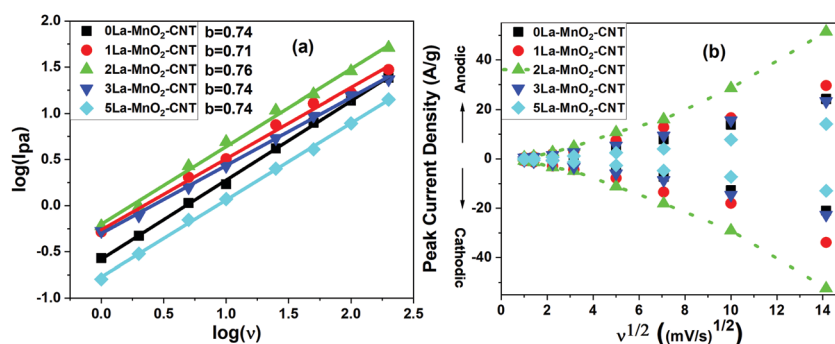 (a)
0La-MnO2-CNT b=0.74
1La-MnO2-CNT b=0.71
2La-MnO2-CNT b=0.76
3La-MnO2-CNT b=0.74
5La-MnO2-CNT b=0.74
log(Ipa)
2.0
1.5
1.0
0.5
0.0
-0.5
-1.0
0.0 0.5 1.0 1.5 2.0 2.5
log(ν)
(b)
0La-MnO₂-CNT
1La-MnO₂-CNT
2La-MnO₂-CNT
3La-MnO₂-CNT
5La-MnO₂-CNT
Peak Current Density (A/g)
Cathodic
Anodic
40
20
0
-20
-40
0 2 4 6 8 10 12 14
ν^1/2 ((mV/s)^1/2)